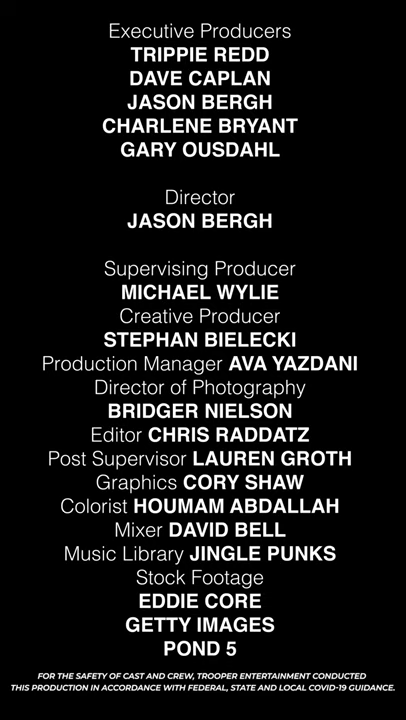 Executive Producers
TRIPPIE REDD
DAVE CAPLAN
JASON BERGH
CHARLENE BRYANT
GARY OUSDAHL
Director
JASON BERGH
Supervising Producer
MICHAEL WYLIE
Creative Producer
STEPHAN BIELECKI
Production Manager AVA YAZDANI
Director of Photography
BRIDGER NIELSON
Editor CHRIS RADDATZ
Post Supervisor LAUREN GROTH
Graphics CORY SHAW
Colorist HOUMAM ABDALLAH
Mixer DAVID BELL
Music Library JINGLE PUNKS
Stock Footage
EDDIE CORE
GETTY IMAGES
POND 5
FOR THE SAFETY OF CAST AND CREW, TROOPER ENTERTAINMENT CONDUCTED
THIS PRODUCTION IN ACCORDANCE WITH FEDERAL, STATE AND LOCAL COVID-19 GUIDANCE.